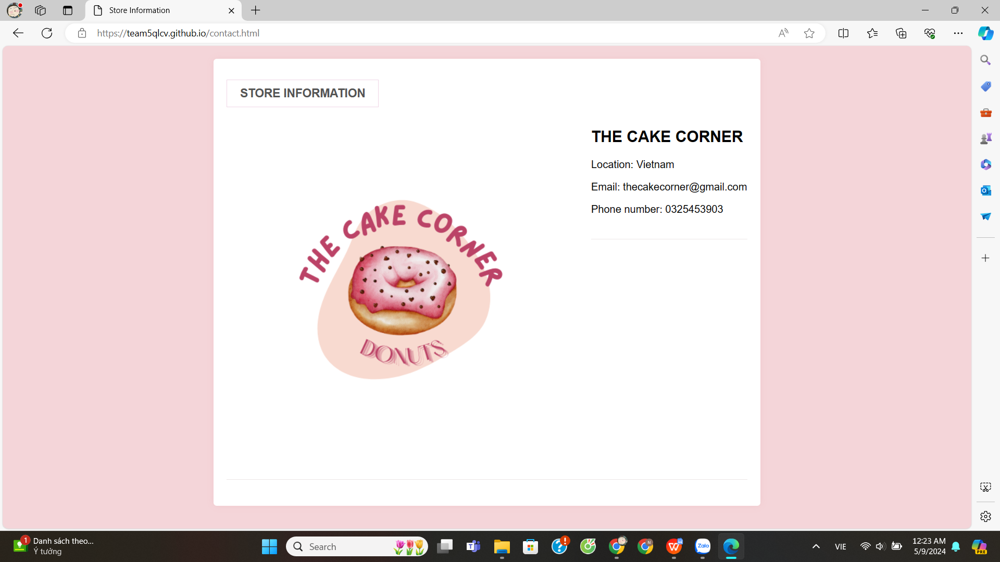 Store Information
https://team5qlcv.github.io/contact.html
STORE INFORMATION
THE CAKE CORNER
Location: Vietnam
Email: thecakecorner@gmail.com
Phone number: 0325453903
THE CAKE CORNER
DONUTS
1
Danh sách theo...
Ý tưởng
Search
Zalo
VIE
12:23 AM
5/9/2024
PRE